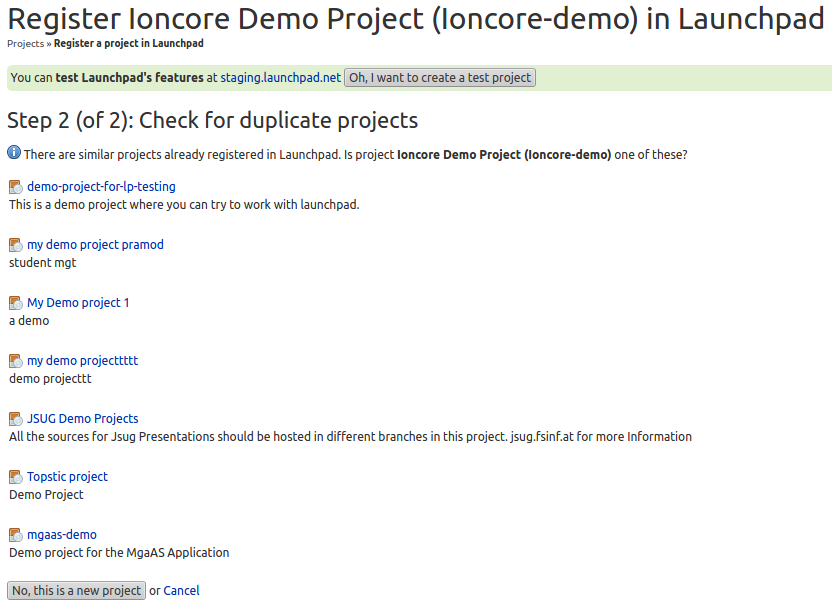 Register Ioncore Demo Project (Ioncore-demo) in Launchpad
Projects » Register a project in Launchpad
You can test Launchpad's features at staging.launchpad.net Oh, I want to create a test project
Step 2 (of 2): Check for duplicate projects
There are similar projects already registered in Launchpad. Is project Ioncore Demo Project (Ioncore-demo) one of these?
demo-project-for-lp-testing
This is a demo project where you can try to work with launchpad.
my demo project pramod
student mgt
My Demo project 1
a demo
my demo projecttttt
demo projecttt
JSUG Demo Projects
All the sources for Jsug Presentations should be hosted in different branches in this project. jsug.fsinf.at for more Information
Topstic project
Demo Project
mgaas-demo
Demo project for the MgaAS Application
No, this is a new project or Cancel